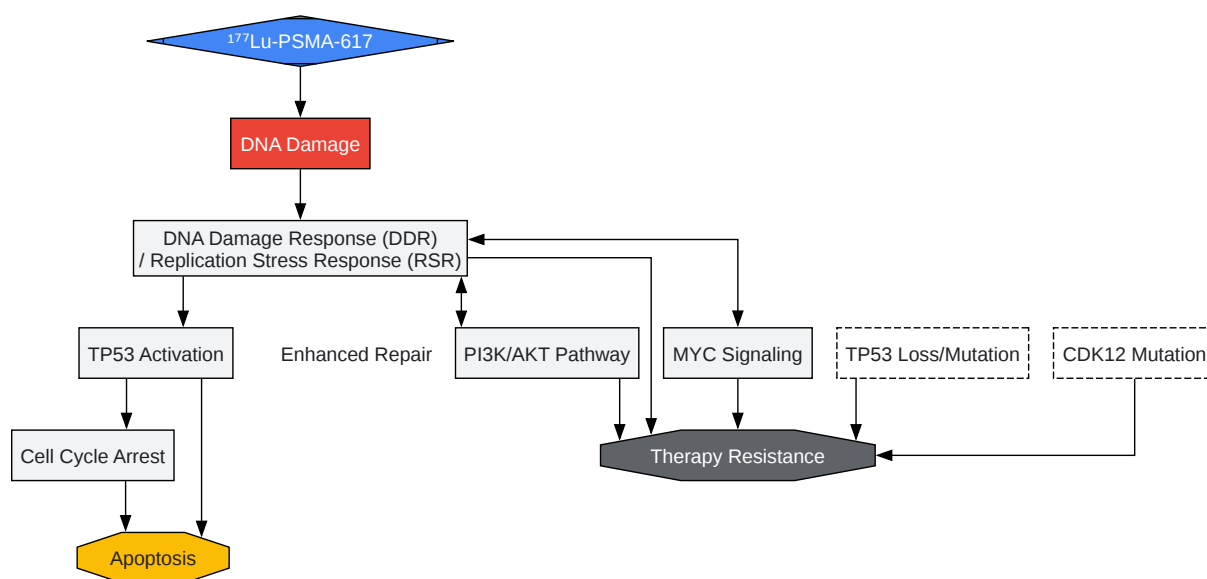 ¹⁷⁷Lu-PSMA-617
DNA Damage
DNA Damage Response (DDR)
/ Replication Stress Response (RSR)
TP53 Activation
Enhanced Repair
PI3K/AKT Pathway
MYC Signaling
TP53 Loss/Mutation
CDK12 Mutation
Cell Cycle Arrest
Therapy Resistance
Apoptosis